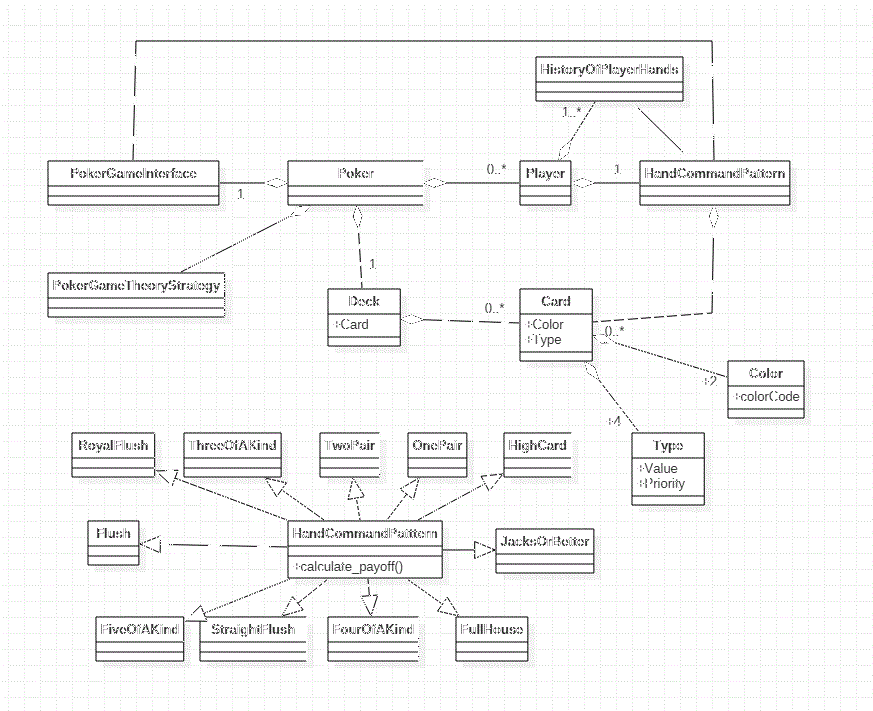 HistoryOfPlayerHands
1..*
PokerGameInterface
Poker
0..*
Player
1
HandCommandPattern
1
PokerGameTheoryStrategy
1
Deck
+Card
0..*
Card
+Color
+Type
0..*
+2
Color
+colorCode
+4
Type
+Value
+Priority
RoyalFlush
ThreeOfAKind
TwoPair
OnePair
HighCard
Flush
HandCommandPatttern
+calculate_payoff()
JacksOrBetter
FiveOfAKind
StraightFlush
FourOfAKind
FullHouse